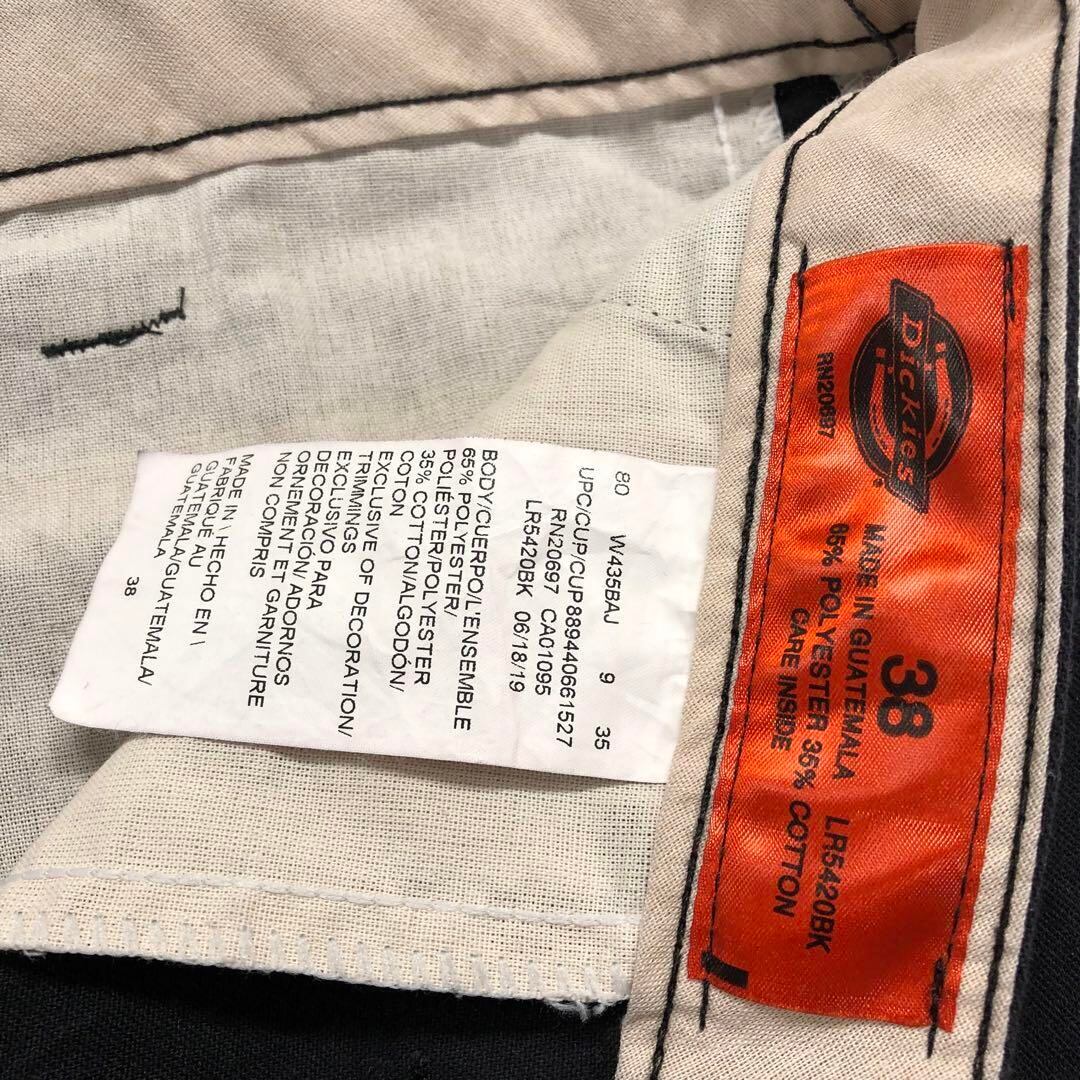 80 W435BAJ 9 35
UPC/CUP/CUP889440661527
RN20697 CA01095
LR5420BK 06/18/19
BODY/CUERPO/L'ENSEMBLE
65% POLYESTER/
POLIÉSTER/POLYESTER
35% COTTON/ALGODÓN/
COTON
EXCLUSIVE OF DECORATION/
TRIMMINGS
EXCLUSIVO PARA
DECORACIÓN/ ADORNOS
ORNEMENT ET GARNITURE
NON COMPRIS
MADE IN \ HECHO EN \
FABRIQUÉ AU
GUATEMALA/GUATEMALA/
GUATEMALA
38
Dickies®
RN20697
38
MADE IN GUATEMALA LR5420BK
65% POLYESTER 35% COTTON
CARE INSIDE